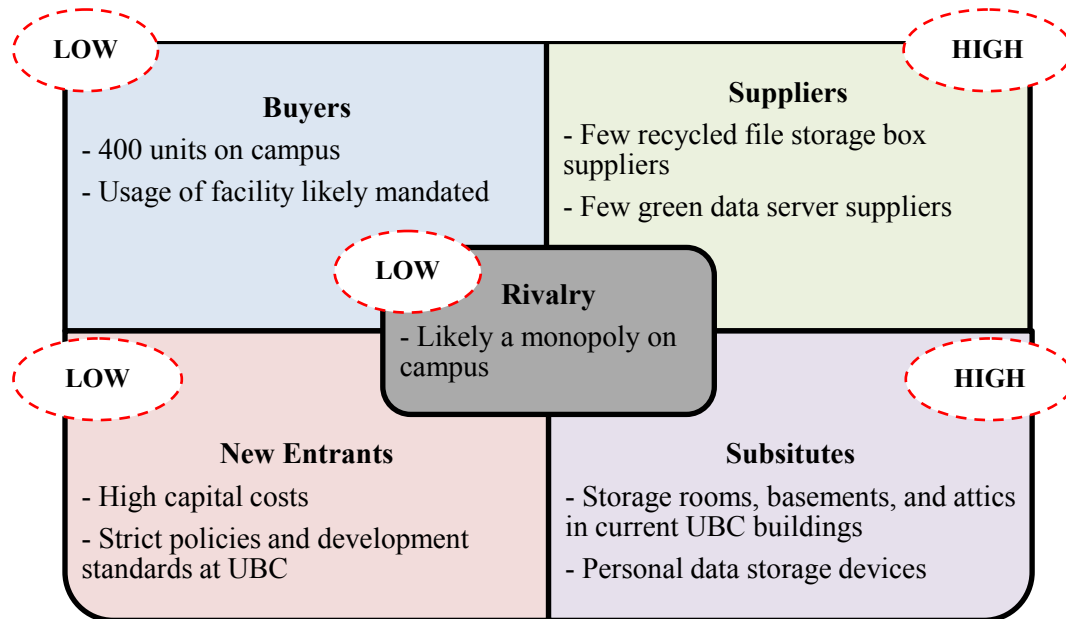 LOW
Buyers
- 400 units on campus
- Usage of facility likely mandated
HIGH
Suppliers
- Few recycled file storage box
suppliers
- Few green data server suppliers
LOW
Rivalry
- Likely a monopoly on
campus
LOW
New Entrants
- High capital costs
- Strict policies and development
standards at UBC
HIGH
Subsitutes
- Storage rooms, basements, and attics
in current UBC buildings
- Personal data storage devices